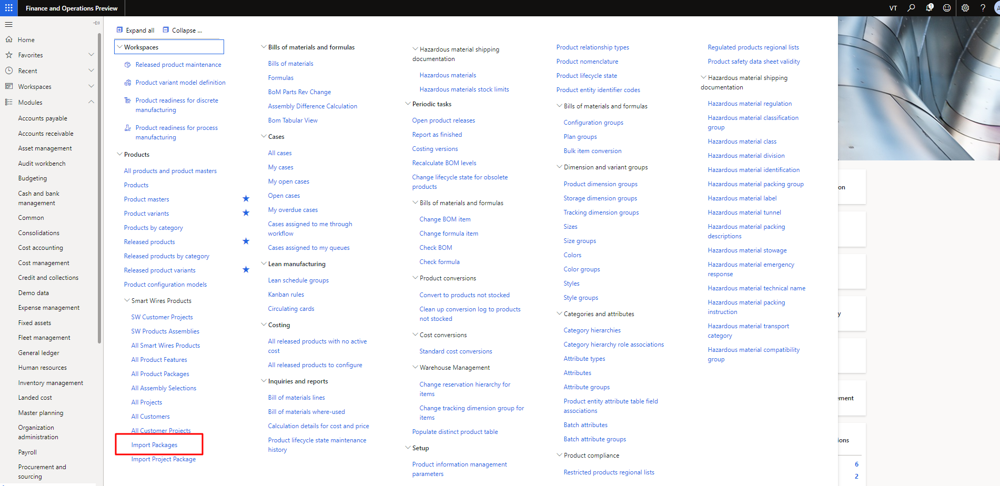 Finance and Operations Preview
VT
1
?
Home
Favorites
Recent
Workspaces
Modules
Accounts payable
Accounts receivable
Asset management
Audit workbench
Budgeting
Cash and bank
management
Common
Consolidations
Cost accounting
Cost management
Credit and collections
Demo data
Expense management
Fixed assets
Fleet management
General ledger
Human resources
Inventory management
Landed cost
Master planning
Organization
administration
Payroll
Procurement and
sourcing
Expand all
Collapse ...
Workspaces
Released product maintenance
Product variant model definition
Product readiness for discrete
manufacturing
Product readiness for process
manufacturing
Products
All products and product masters
Products
Product masters
Product variants
Products by category
Released products
Released products by category
Released product variants
Product configuration models
Smart Wires Products
SW Customer Projects
SW Products Assemblies
All Smart Wires Products
All Product Features
All Product Packages
All Assembly Selections
All Projects
All Customers
All Customer Projects
Import Packages
Import Project Package
Bills of materials and formulas
Bills of materials
Formulas
BoM Parts Rev Change
Assembly Difference Calculation
Bom Tabular View
Cases
All cases
My cases
My open cases
Open cases
My overdue cases
Cases assigned to me through
workflow
Cases assigned to my queues
Lean manufacturing
Lean schedule groups
Kanban rules
Circulating cards
Costing
All released products with no active
cost
All released products to configure
Inquiries and reports
Bill of materials lines
Bill of materials where-used
Calculation details for cost and price
Product lifecycle state maintenance
history
Hazardous material shipping
documentation
Hazardous materials
Hazardous materials stock limits
Periodic tasks
Open product releases
Report as finished
Costing versions
Recalculate BOM levels
Change lifecycle state for obsolete
products
Bills of materials and formulas
Change BOM item
Change formula item
Check BOM
Check formula
Product conversions
Convert to products not stocked
Clean up conversion log to products
not stocked
Cost conversions
Standard cost conversions
Warehouse Management
Change reservation hierarchy for
items
Change tracking dimension group for
items
Populate distinct product table
Setup
Product information management
parameters
Product relationship types
Product nomenclature
Product lifecycle state
Product entity identifier codes
Bills of materials and formulas
Configuration groups
Plan groups
Bulk item conversion
Dimension and variant groups
Product dimension groups
Storage dimension groups
Tracking dimension groups
Sizes
Size groups
Colors
Color groups
Styles
Style groups
Categories and attributes
Category hierarchies
Category hierarchy role associations
Attribute types
Attributes
Attribute groups
Product entity attribute table field
associations
Batch attributes
Batch attribute groups
Product compliance
Restricted products regional lists
Regulated products regional lists
Product safety data sheet validity
Hazardous material shipping
documentation
Hazardous material regulation
Hazardous material classification
group
Hazardous material class
Hazardous material division
Hazardous material identification
Hazardous material packing group
Hazardous material label
Hazardous material tunnel
Hazardous material packing
descriptions
Hazardous material stowage
Hazardous material emergency
response
Hazardous material technical name
Hazardous material packing
instruction
Hazardous material transport
category
Hazardous material compatibility
group
on
y
ement
ions
6
2